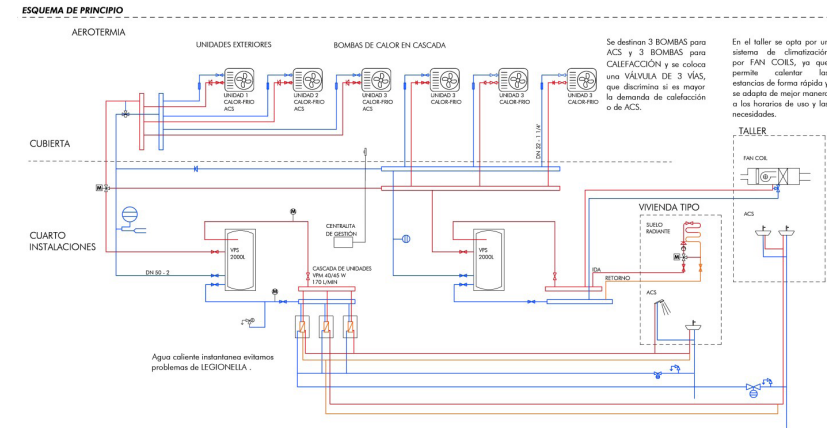 ESQUEMA DE PRINCIPIO
AEROTERMIA
UNIDADES EXTERIORES
BOMBAS DE CALOR EN CASCADA
Se destinan 3 BOMBAS para
ACS y 3 BOMBAS para
CALEFACCIÓN y se coloca
una VÁLVULA DE 3 VÍAS,
que discrimina si es mayor
la demanda de calefacción
o de ACS.
En el taller se opta por un
sistema de climatización
por FAN COILS, ya que
permite calentar las
estancias de forma rápida y
se adapta de mejor manera
a los horarios de uso y las
necesidades.
UNIDAD 1
CALOR-FRIO
ACS
UNIDAD 2
CALOR-FRIO
ACS
UNIDAD 3
CALOR-FRIO
ACS
UNIDAD 3
CALOR-FRIO
UNIDAD 3
CALOR-FRIO
UNIDAD 3
CALOR-FRIO
DN 32 - 1 1/4'
CUBIERTA
TALLER
FAN COIL
ACS
M
CUARTO
INSTALACIONES
M
CENTRALITA
DE GESTIÓN
VPS
2000L
VPS
2000L
VIVIENDA TIPO
SUELO
RADIANTE
M
ACS
DN 50 - 2
CASCADA DE UNIDADES
VPM 40/45 W
170 L/MIN
IDA
RETORNO
M
Agua caliente instantanea evitamos
problemas de LEGIONELLA .